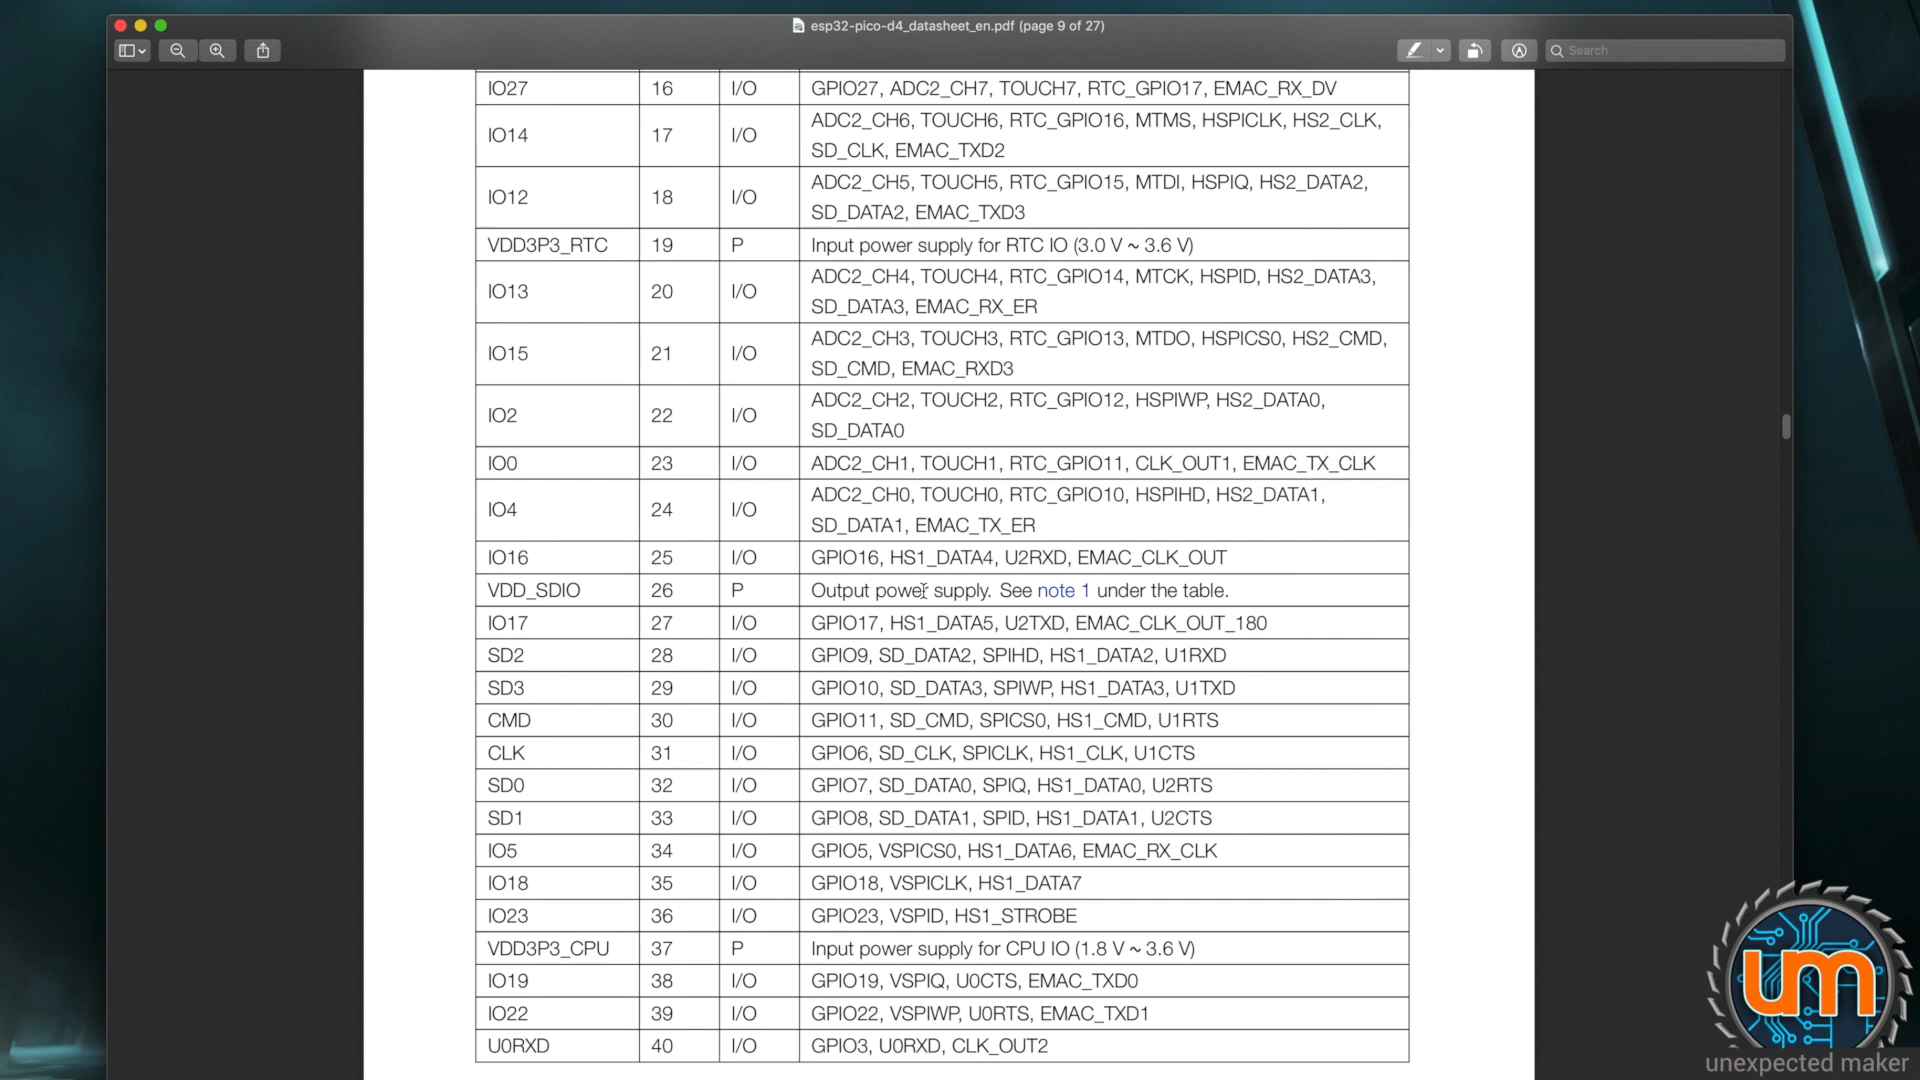 esp32-pico-d4_datasheet_en.pdf (page 9 of 27)
Search
IO27 16 I/O GPIO27, ADC2_CH7, TOUCH7, RTC_GPIO17, EMAC_RX_DV
IO14 17 I/O ADC2_CH6, TOUCH6, RTC_GPIO16, MTMS, HSPICLK, HS2_CLK,
SD_CLK, EMAC_TXD2
IO12 18 I/O ADC2_CH5, TOUCH5, RTC_GPIO15, MTDI, HSPIQ, HS2_DATA2,
SD_DATA2, EMAC_TXD3
VDD3P3_RTC 19 P Input power supply for RTC IO (3.0 V ~ 3.6 V)
IO13 20 I/O ADC2_CH4, TOUCH4, RTC_GPIO14, MTCK, HSPID, HS2_DATA3,
SD_DATA3, EMAC_RX_ER
IO15 21 I/O ADC2_CH3, TOUCH3, RTC_GPIO13, MTDO, HSPICS0, HS2_CMD,
SD_CMD, EMAC_RXD3
IO2 22 I/O ADC2_CH2, TOUCH2, RTC_GPIO12, HSPIWP, HS2_DATA0,
SD_DATA0
IO0 23 I/O ADC2_CH1, TOUCH1, RTC_GPIO11, CLK_OUT1, EMAC_TX_CLK
IO4 24 I/O ADC2_CH0, TOUCH0, RTC_GPIO10, HSPIHD, HS2_DATA1,
SD_DATA1, EMAC_TX_ER
IO16 25 I/O GPIO16, HS1_DATA4, U2RXD, EMAC_CLK_OUT
VDD_SDIO 26 P Output power supply. See note 1 under the table.
IO17 27 I/O GPIO17, HS1_DATA5, U2TXD, EMAC_CLK_OUT_180
SD2 28 I/O GPIO9, SD_DATA2, SPIHD, HS1_DATA2, U1RXD
SD3 29 I/O GPIO10, SD_DATA3, SPIWP, HS1_DATA3, U1TXD
CMD 30 I/O GPIO11, SD_CMD, SPICS0, HS1_CMD, U1RTS
CLK 31 I/O GPIO6, SD_CLK, SPICLK, HS1_CLK, U1CTS
SD0 32 I/O GPIO7, SD_DATA0, SPIQ, HS1_DATA0, U2RTS
SD1 33 I/O GPIO8, SD_DATA1, SPID, HS1_DATA1, U2CTS
IO5 34 I/O GPIO5, VSPICS0, HS1_DATA6, EMAC_RX_CLK
IO18 35 I/O GPIO18, VSPICLK, HS1_DATA7
IO23 36 I/O GPIO23, VSPID, HS1_STROBE
VDD3P3_CPU 37 P Input power supply for CPU IO (1.8 V ~ 3.6 V)
IO19 38 I/O GPIO19, VSPIQ, U0CTS, EMAC_TXD0
IO22 39 I/O GPIO22, VSPIWP, U0RTS, EMAC_TXD1
U0RXD 40 I/O GPIO3, U0RXD, CLK_OUT2
um
unexpected maker